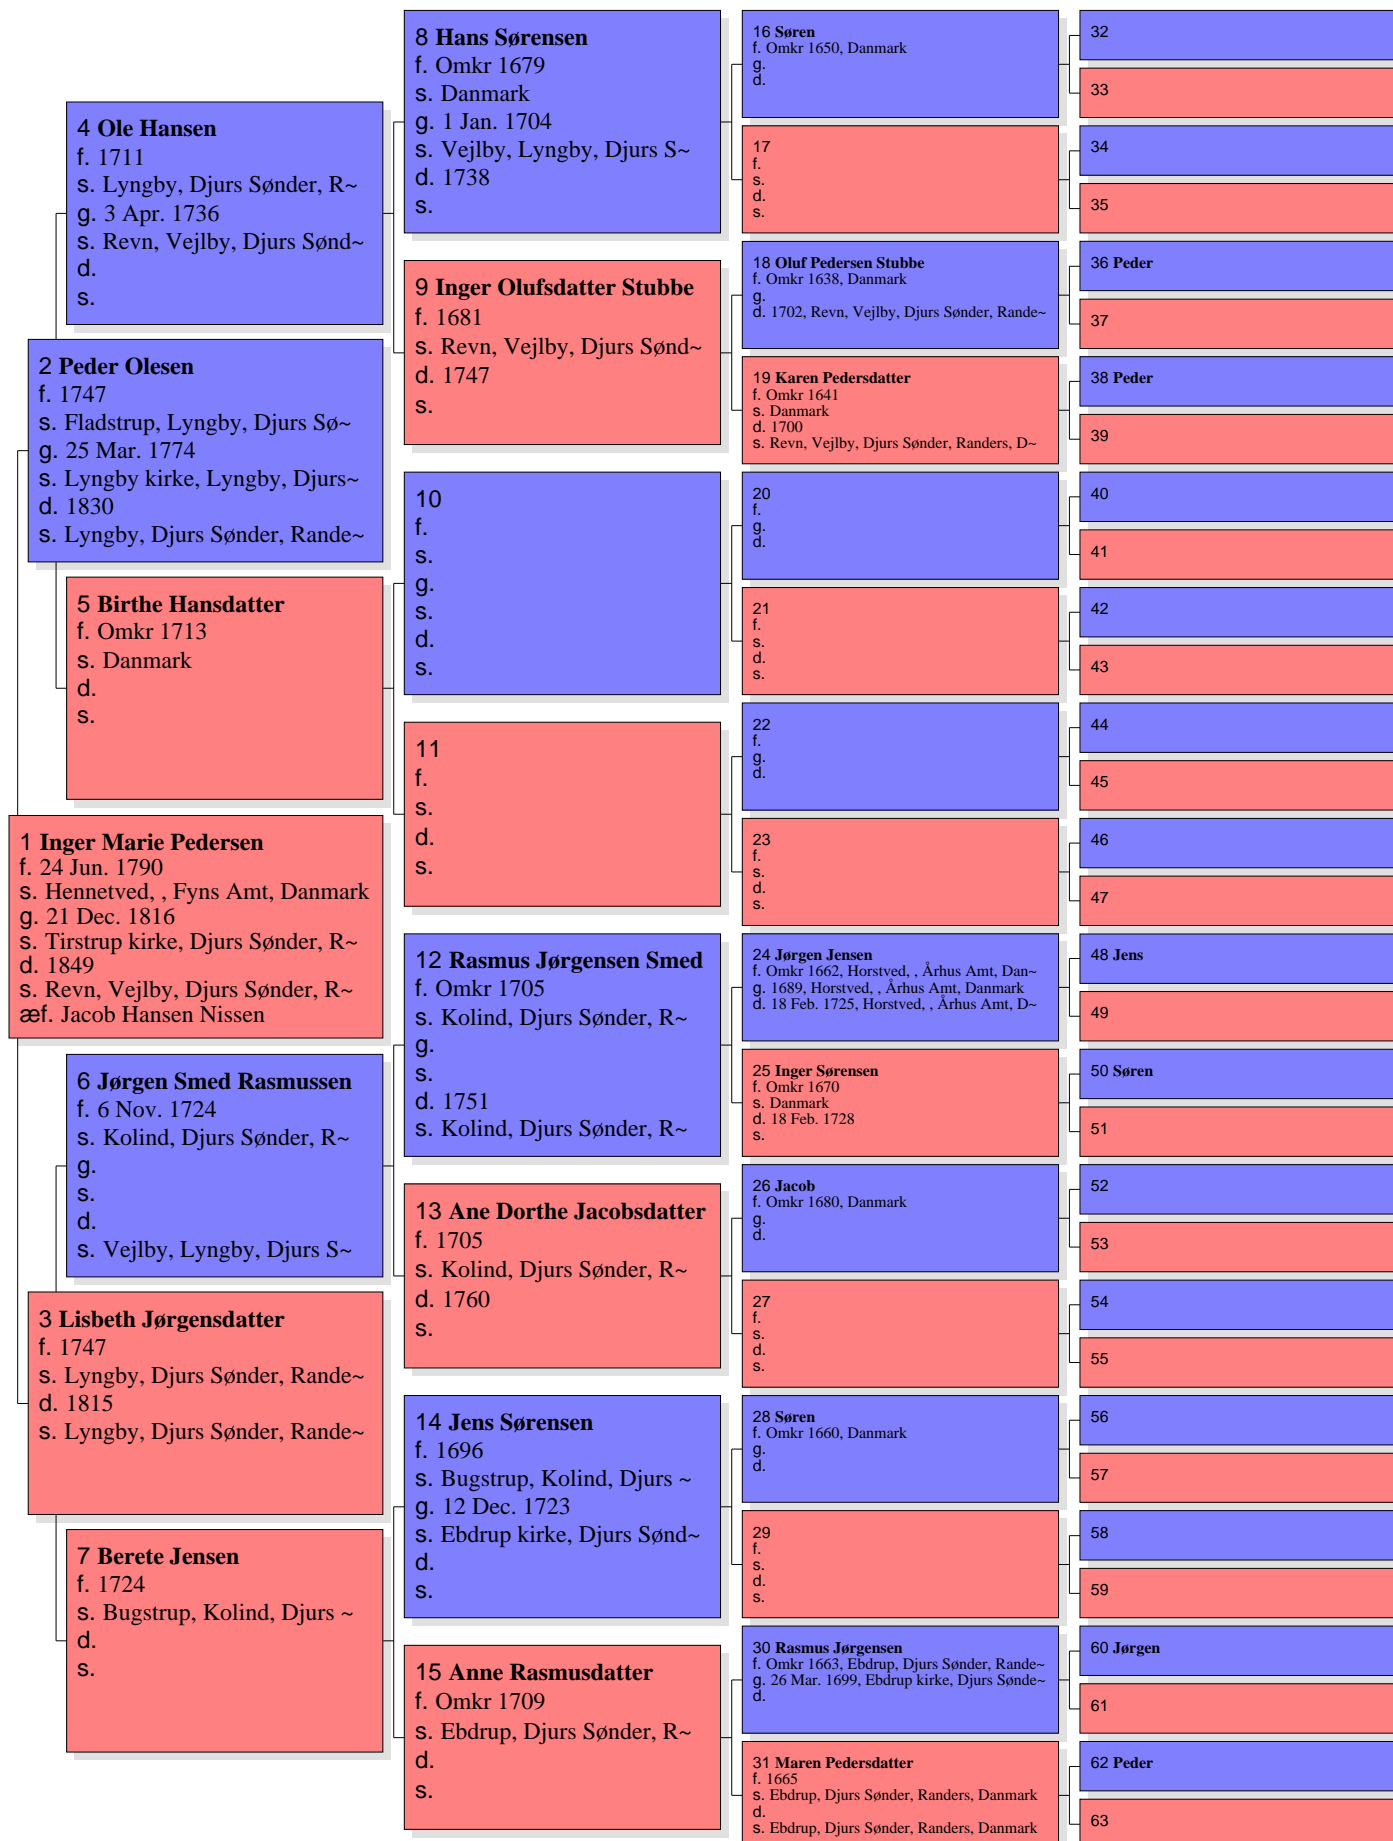 1 Inger Marie Pedersen
f. 24 Jun. 1790
s. Hennetved, , Fyns Amt, Danmark
g. 21 Dec. 1816
s. Tirstrup kirke, Djurs Sønder, R~
d. 1849
s. Revn, Vejlby, Djurs Sønder, R~
æf. Jacob Hansen Nissen
2 Peder Olesen
f. 1747
s. Fladstrup, Lyngby, Djurs Sø~
g. 25 Mar. 1774
s. Lyngby kirke, Lyngby, Djurs~
d. 1830
s. Lyngby, Djurs Sønder, Rande~
3 Lisbeth Jørgensdatter
f. 1747
s. Lyngby, Djurs Sønder, Rande~
d. 1815
s. Lyngby, Djurs Sønder, Rande~
4 Ole Hansen
f. 1711
s. Lyngby, Djurs Sønder, R~
g. 3 Apr. 1736
s. Revn, Vejlby, Djurs Sønd~
d.
s.
5 Birthe Hansdatter
f. Omkr 1713
s. Danmark
d.
s.
6 Jørgen Smed Rasmussen
f. 6 Nov. 1724
s. Kolind, Djurs Sønder, R~
g.
s.
d.
s. Vejlby, Lyngby, Djurs S~
7 Berete Jensen
f. 1724
s. Bugstrup, Kolind, Djurs ~
d.
s.
8 Hans Sørensen
f. Omkr 1679
s. Danmark
g. 1 Jan. 1704
s. Vejlby, Lyngby, Djurs S~
d. 1738
s.
9 Inger Olufsdatter Stubbe
f. 1681
s. Revn, Vejlby, Djurs Sønd~
d. 1747
s.
10
f.
s.
g.
s.
d.
s.
11
f.
s.
d.
s.
12 Rasmus Jørgensen Smed
f. Omkr 1705
s. Kolind, Djurs Sønder, R~
g.
s.
d. 1751
s. Kolind, Djurs Sønder, R~
13 Ane Dorthe Jacobsdatter
f. 1705
s. Kolind, Djurs Sønder, R~
d. 1760
s.
14 Jens Sørensen
f. 1696
s. Bugstrup, Kolind, Djurs ~
g. 12 Dec. 1723
s. Ebdrup kirke, Djurs Sønd~
d.
s.
15 Anne Rasmusdatter
f. Omkr 1709
s. Ebdrup, Djurs Sønder, R~
d.
s.
16 Søren
f. Omkr 1650, Danmark
g.
d.
17
f.
s.
d.
s.
18 Oluf Pedersen Stubbe
f. Omkr 1638, Danmark
g.
d. 1702, Revn, Vejlby, Djurs Sønder, Rande~
19 Karen Pedersdatter
f. Omkr 1641
s. Danmark
d. 1700
s. Revn, Vejlby, Djurs Sønder, Randers, D~
20
f.
g.
d.
21
f.
s.
d.
s.
22
f.
g.
d.
23
f.
s.
d.
s.
24 Jørgen Jensen
f. Omkr 1662, Horstved, , Århus Amt, Dan~
g. 1689, Horstved, , Århus Amt, Danmark
d. 18 Feb. 1725, Horstved, , Århus Amt, D~
25 Inger Sørensen
f. Omkr 1670
s. Danmark
d. 18 Feb. 1728
s.
26 Jacob
f. Omkr 1680, Danmark
g.
d.
27
f.
s.
d.
s.
28 Søren
f. Omkr 1660, Danmark
g.
d.
29
f.
s.
d.
s.
30 Rasmus Jørgensen
f. Omkr 1663, Ebdrup, Djurs Sønder, Rande~
g. 26 Mar. 1699, Ebdrup kirke, Djurs Sønde~
d.
31 Maren Pedersdatter
f. 1665
s. Ebdrup, Djurs Sønder, Randers, Danmark
d.
s. Ebdrup, Djurs Sønder, Randers, Danmark
32
33
34
35
36 Peder
37
38 Peder
39
40
41
42
43
44
45
46
47
48 Jens
49
50 Søren
51
52
53
54
55
56
57
58
59
60 Jørgen
61
62 Peder
63